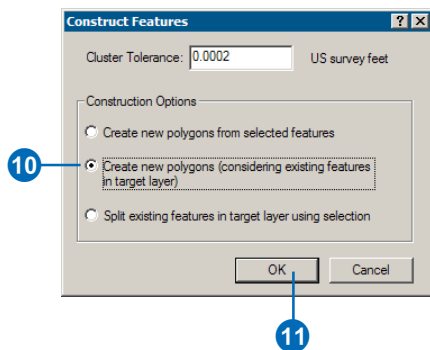 Construct Features
Cluster Tolerance: 0.0002 US survey feet
Construction Options
Create new polygons from selected features
10
Create new polygons (considering existing features
in target layer)
Split existing features in target layer using selection
OK Cancel
11